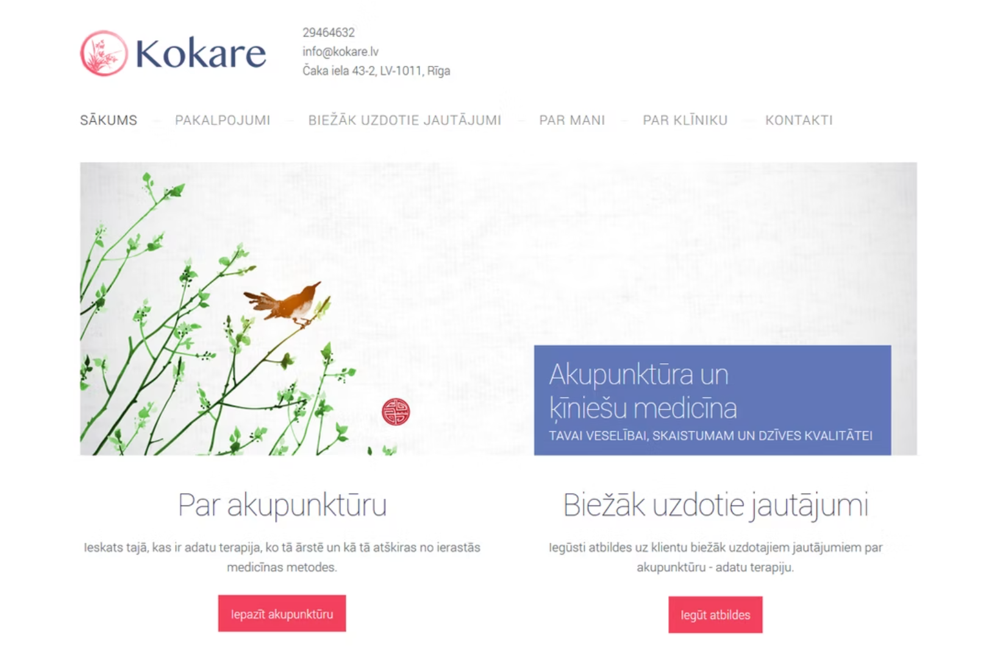 Kokare
29464632
info@kokare.lv
Čaka iela 43-2, LV-1011, Rīga
SĀKUMS
PAKALPOJUMI
BIEŽĀK UZDOTIE JAUTĀJUMI
PAR MANI
PAR KLĪNIKU
KONTAKTI
Akupunktūra un
ķīniešu medicīna
TAVAI VESELĪBAI, SKAISTUMAM UN DZĪVES KVALITĀTEI
Par akupunktūru
Ieskats tajā, kas ir adatu terapija, ko tā ārstē un kā tā atšķiras no ierastās
medicīnas metodes.
Iepazīt akupunktūru
Biežāk uzdotie jautājumi
Iegūsti atbildes uz klientu biežāk uzdotajiem jautājumiem par
akupunktūru - adatu terapiju.
Iegūt atbildes